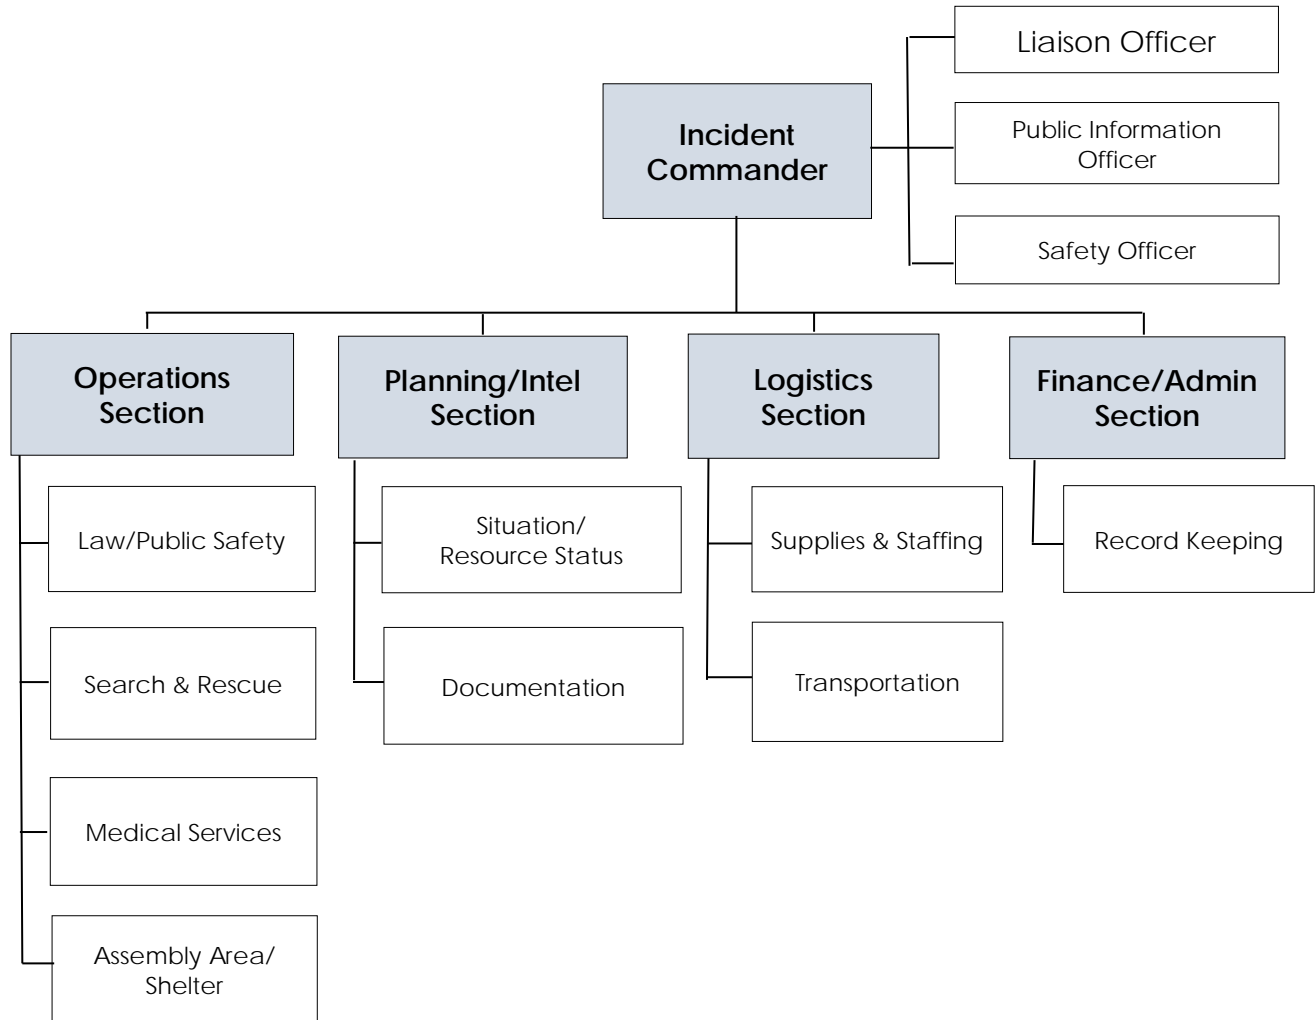 Liaison Officer
Incident
Commander
Public Information
Officer
Safety Officer
Operations
Section
Planning/Intel
Section
Logistics
Section
Finance/Admin
Section
Law/Public Safety
Situation/
Resource Status
Supplies & Staffing
Record Keeping
Search & Rescue
Documentation
Transportation
Medical Services
Assembly Area/
Shelter